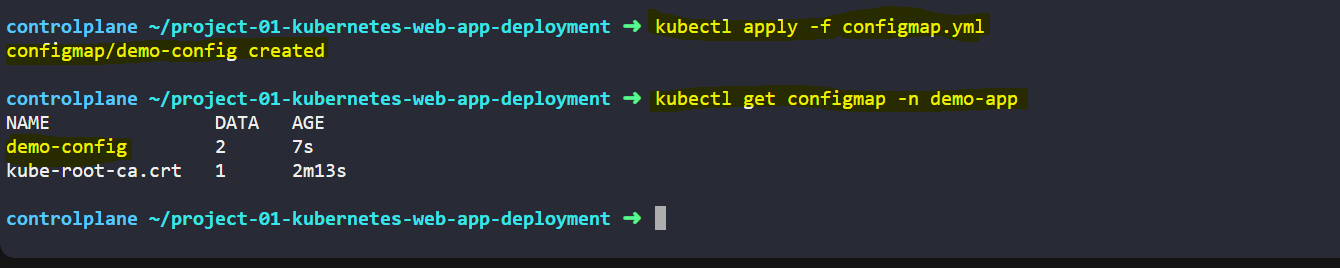 controlplane ~/project-01-kubernetes-web-app-deployment ➜ kubectl apply -f configmap.yml
configmap/demo-config created
controlplane ~/project-01-kubernetes-web-app-deployment ➜ kubectl get configmap -n demo-app
NAME DATA AGE
demo-config 2 7s
kube-root-ca.crt 1 2m13s
controlplane ~/project-01-kubernetes-web-app-deployment ➜